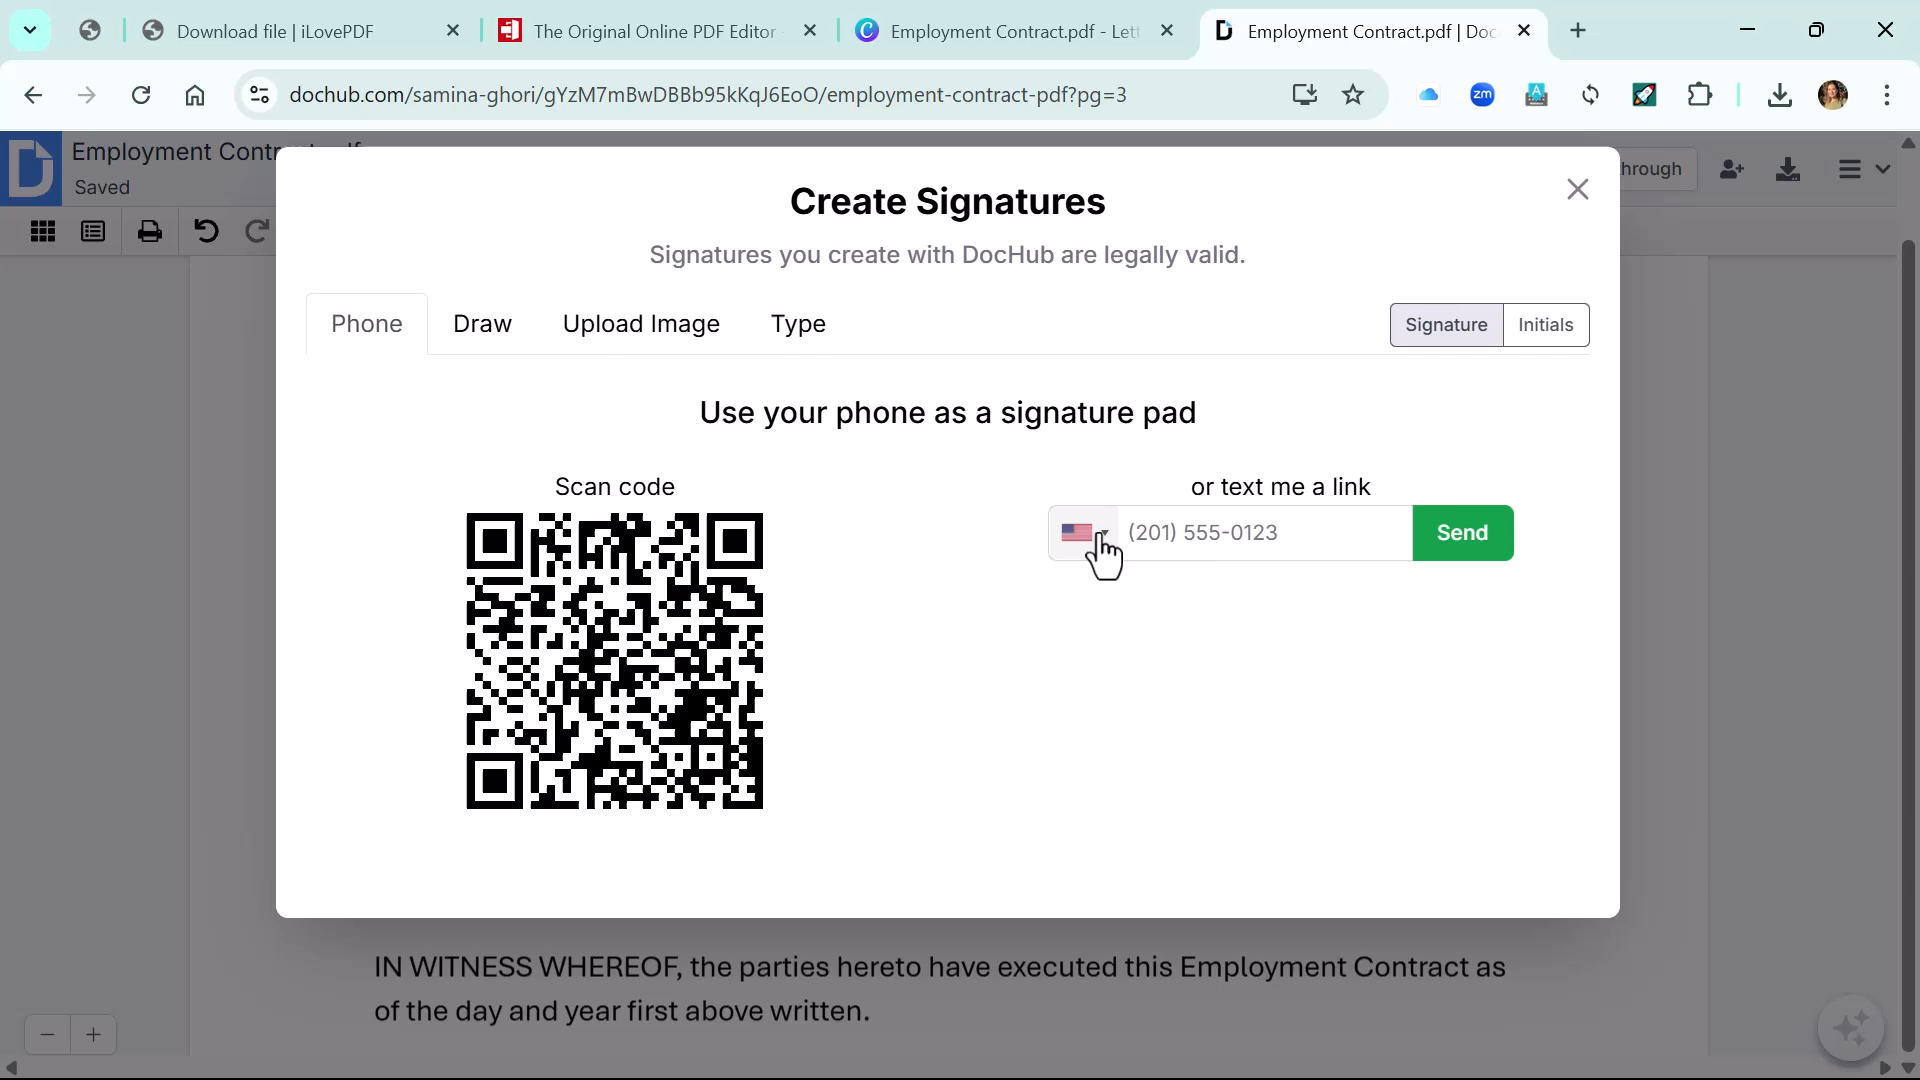 Download file | iLovePDF
The Original Online PDF Editor
Employment Contract.pdf - Lett
Employment Contract.pdf | Doc
dochub.com/samina-ghori/gYzM7mBwDBBb95kKqJ6EoO/employment-contract-pdf?pg=3
zm
Saved
Employment
hrough
Create Signatures
Signatures you create with DocHub are legally valid.
Phone
Draw
Upload Image
Type
Signature
Initials
Use your phone as a signature pad
Scan code
or text me a link
(201) 555-0123
Send
IN WITNESS WHEREOF, the parties hereto have executed this Employment Contract as
of the day and year first above written.